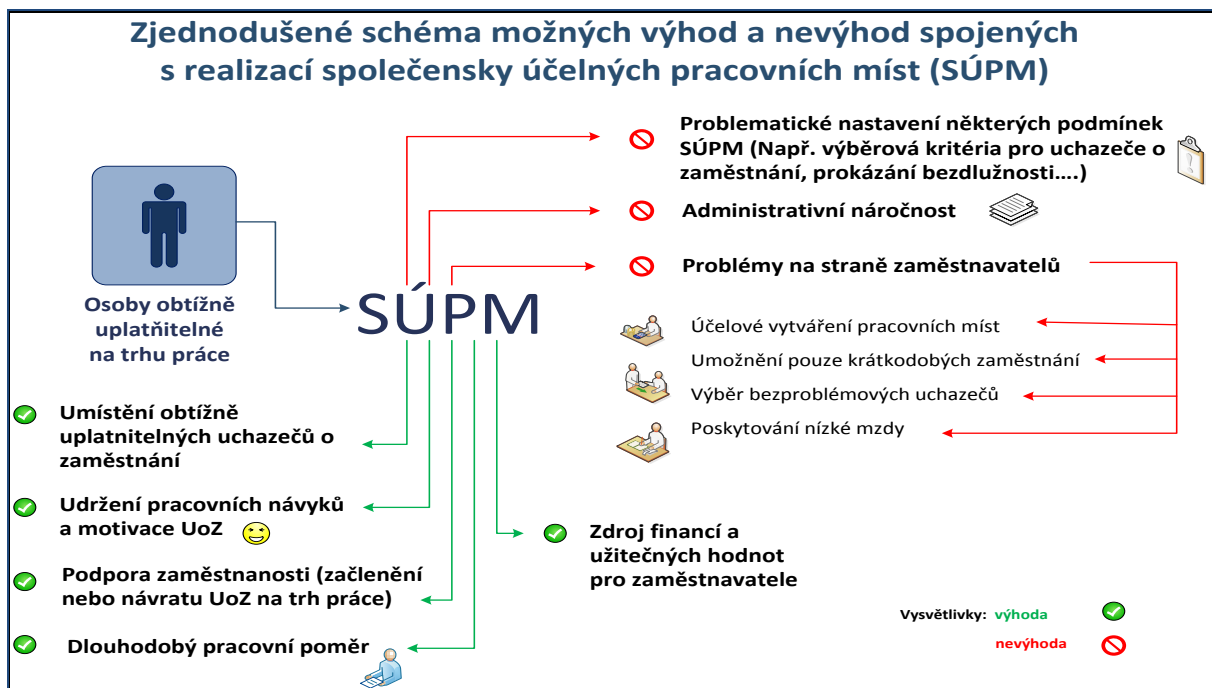 Zjednodušené schéma možných výhod a nevýhod spojených
s realizací společensky účelných pracovních míst (SÚPM)
Osoby obtížně
uplatňitelné
na trhu práce
SÚPM
Problematické nastavení některých podmínek
SÚPM (Např. výběrová kritéria pro uchazeče o
zaměstnání, prokázání bezdlužnosti....)
Administrativní náročnost
Problémy na straně zaměstnavatelů
Účelové vytváření pracovních míst
Umožnění pouze krátkodobých zaměstnání
Výběr bezproblémových uchazečů
Poskytování nízké mzdy
Umístění obtížně
uplatnitelných uchazečů o
zaměstnání
Udržení pracovních návyků
a motivace UoZ
Podpora zaměstnanosti (začlenění
nebo návratu UoZ na trh práce)
Dlouhodobý pracovní poměr
Zdroj financí a
užitečných hodnot
pro zaměstnavatele
Vysvětlivky: výhoda
nevýhoda